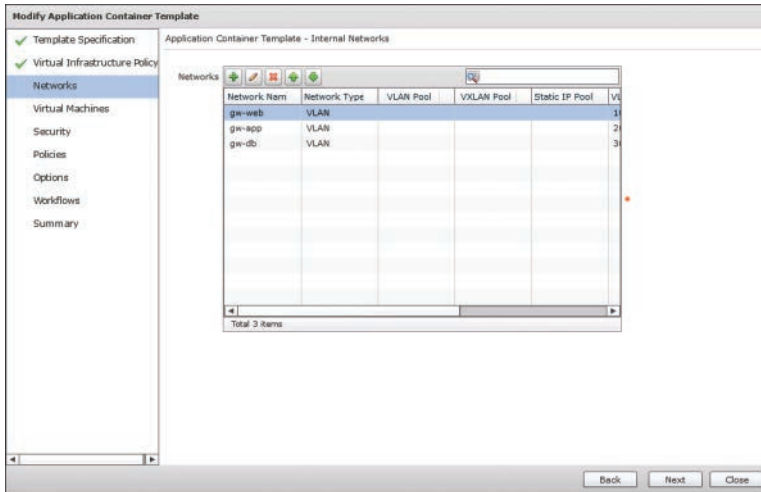 Modify Application Container Template
Template Specification
Virtual Infrastructure Policy
Networks
Virtual Machines
Security
Policies
Options
Workflows
Summary
Application Container Template - Internal Networks
Networks
Network Nam Network Type VLAN Pool VXLAN Pool Static IP Pool VL
gw-web VLAN
gw-app VLAN
gw-db VLAN
Total 3 items
Back Next Close